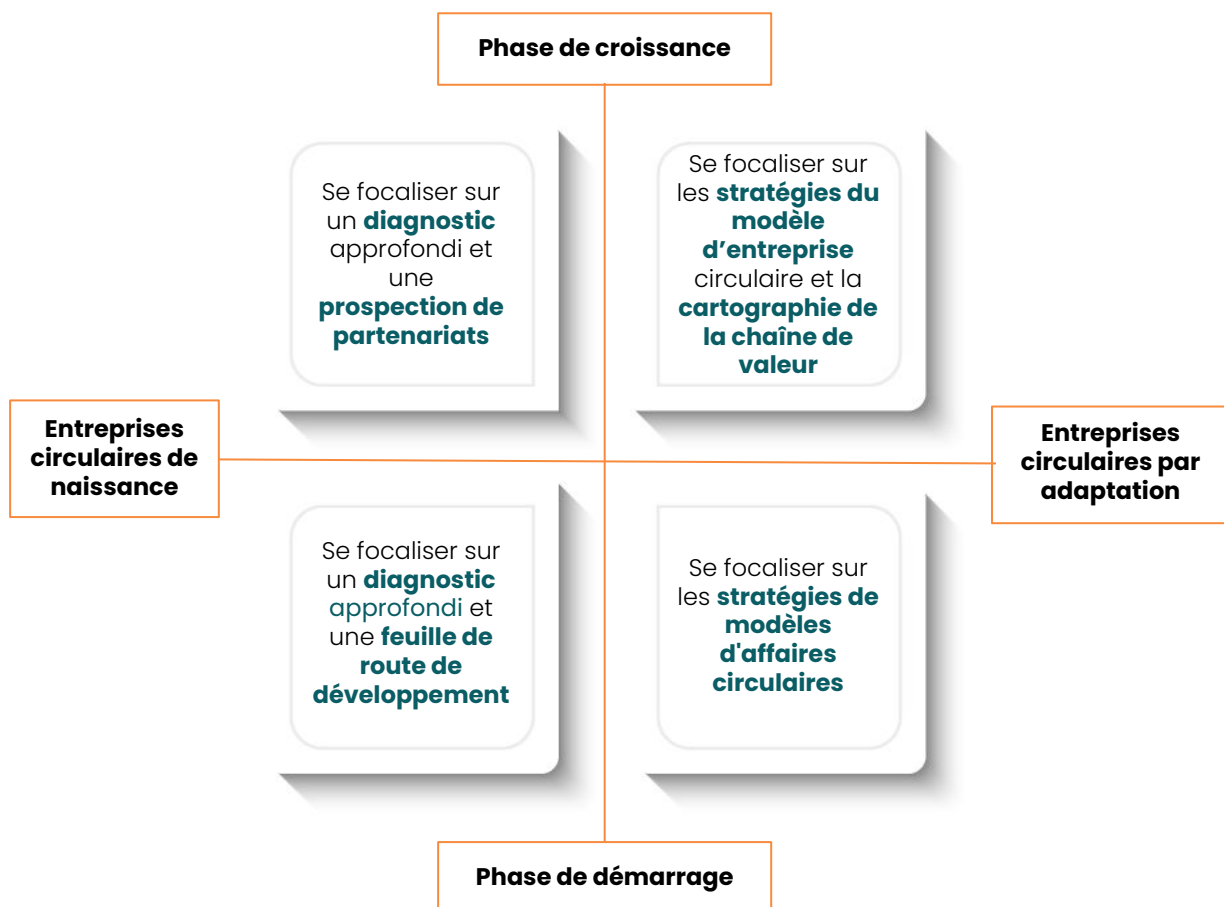 Phase de croissance
Se focaliser sur
un diagnostic
approfondi et
une
prospection de
partenariats
Se focaliser sur
les stratégies du
modèle
d’entreprise
circulaire et la
cartographie de
la chaîne de
valeur
Entreprises
circulaires de
naissance
Entreprises
circulaires par
adaptation
Se focaliser sur
un diagnostic
approfondi et
une feuille de
route de
développement
Se focaliser sur
les stratégies de
modèles
d'affaires
circulaires
Phase de démarrage